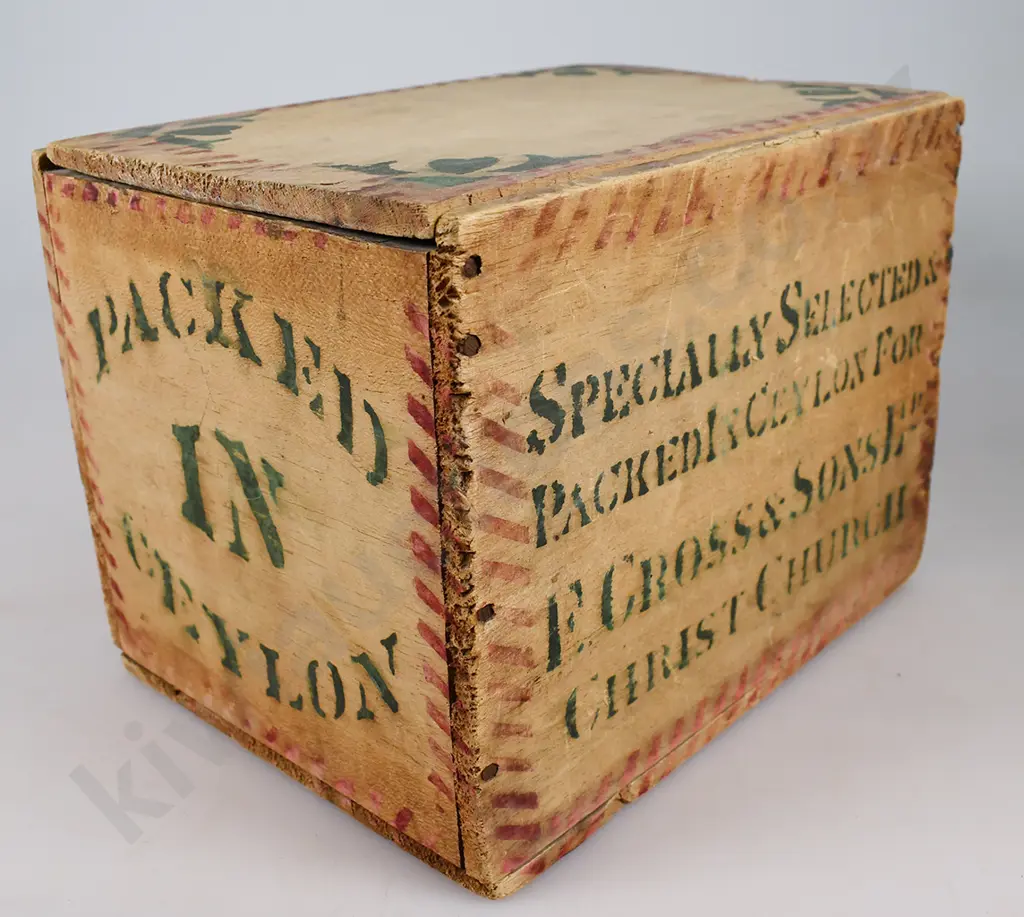 PACKED
IN
CEYLON
SPECIALLY SELECTED &
PACKED IN CEYLON FOR
F CROSS & SONS LTD
CHRIST CHURCH